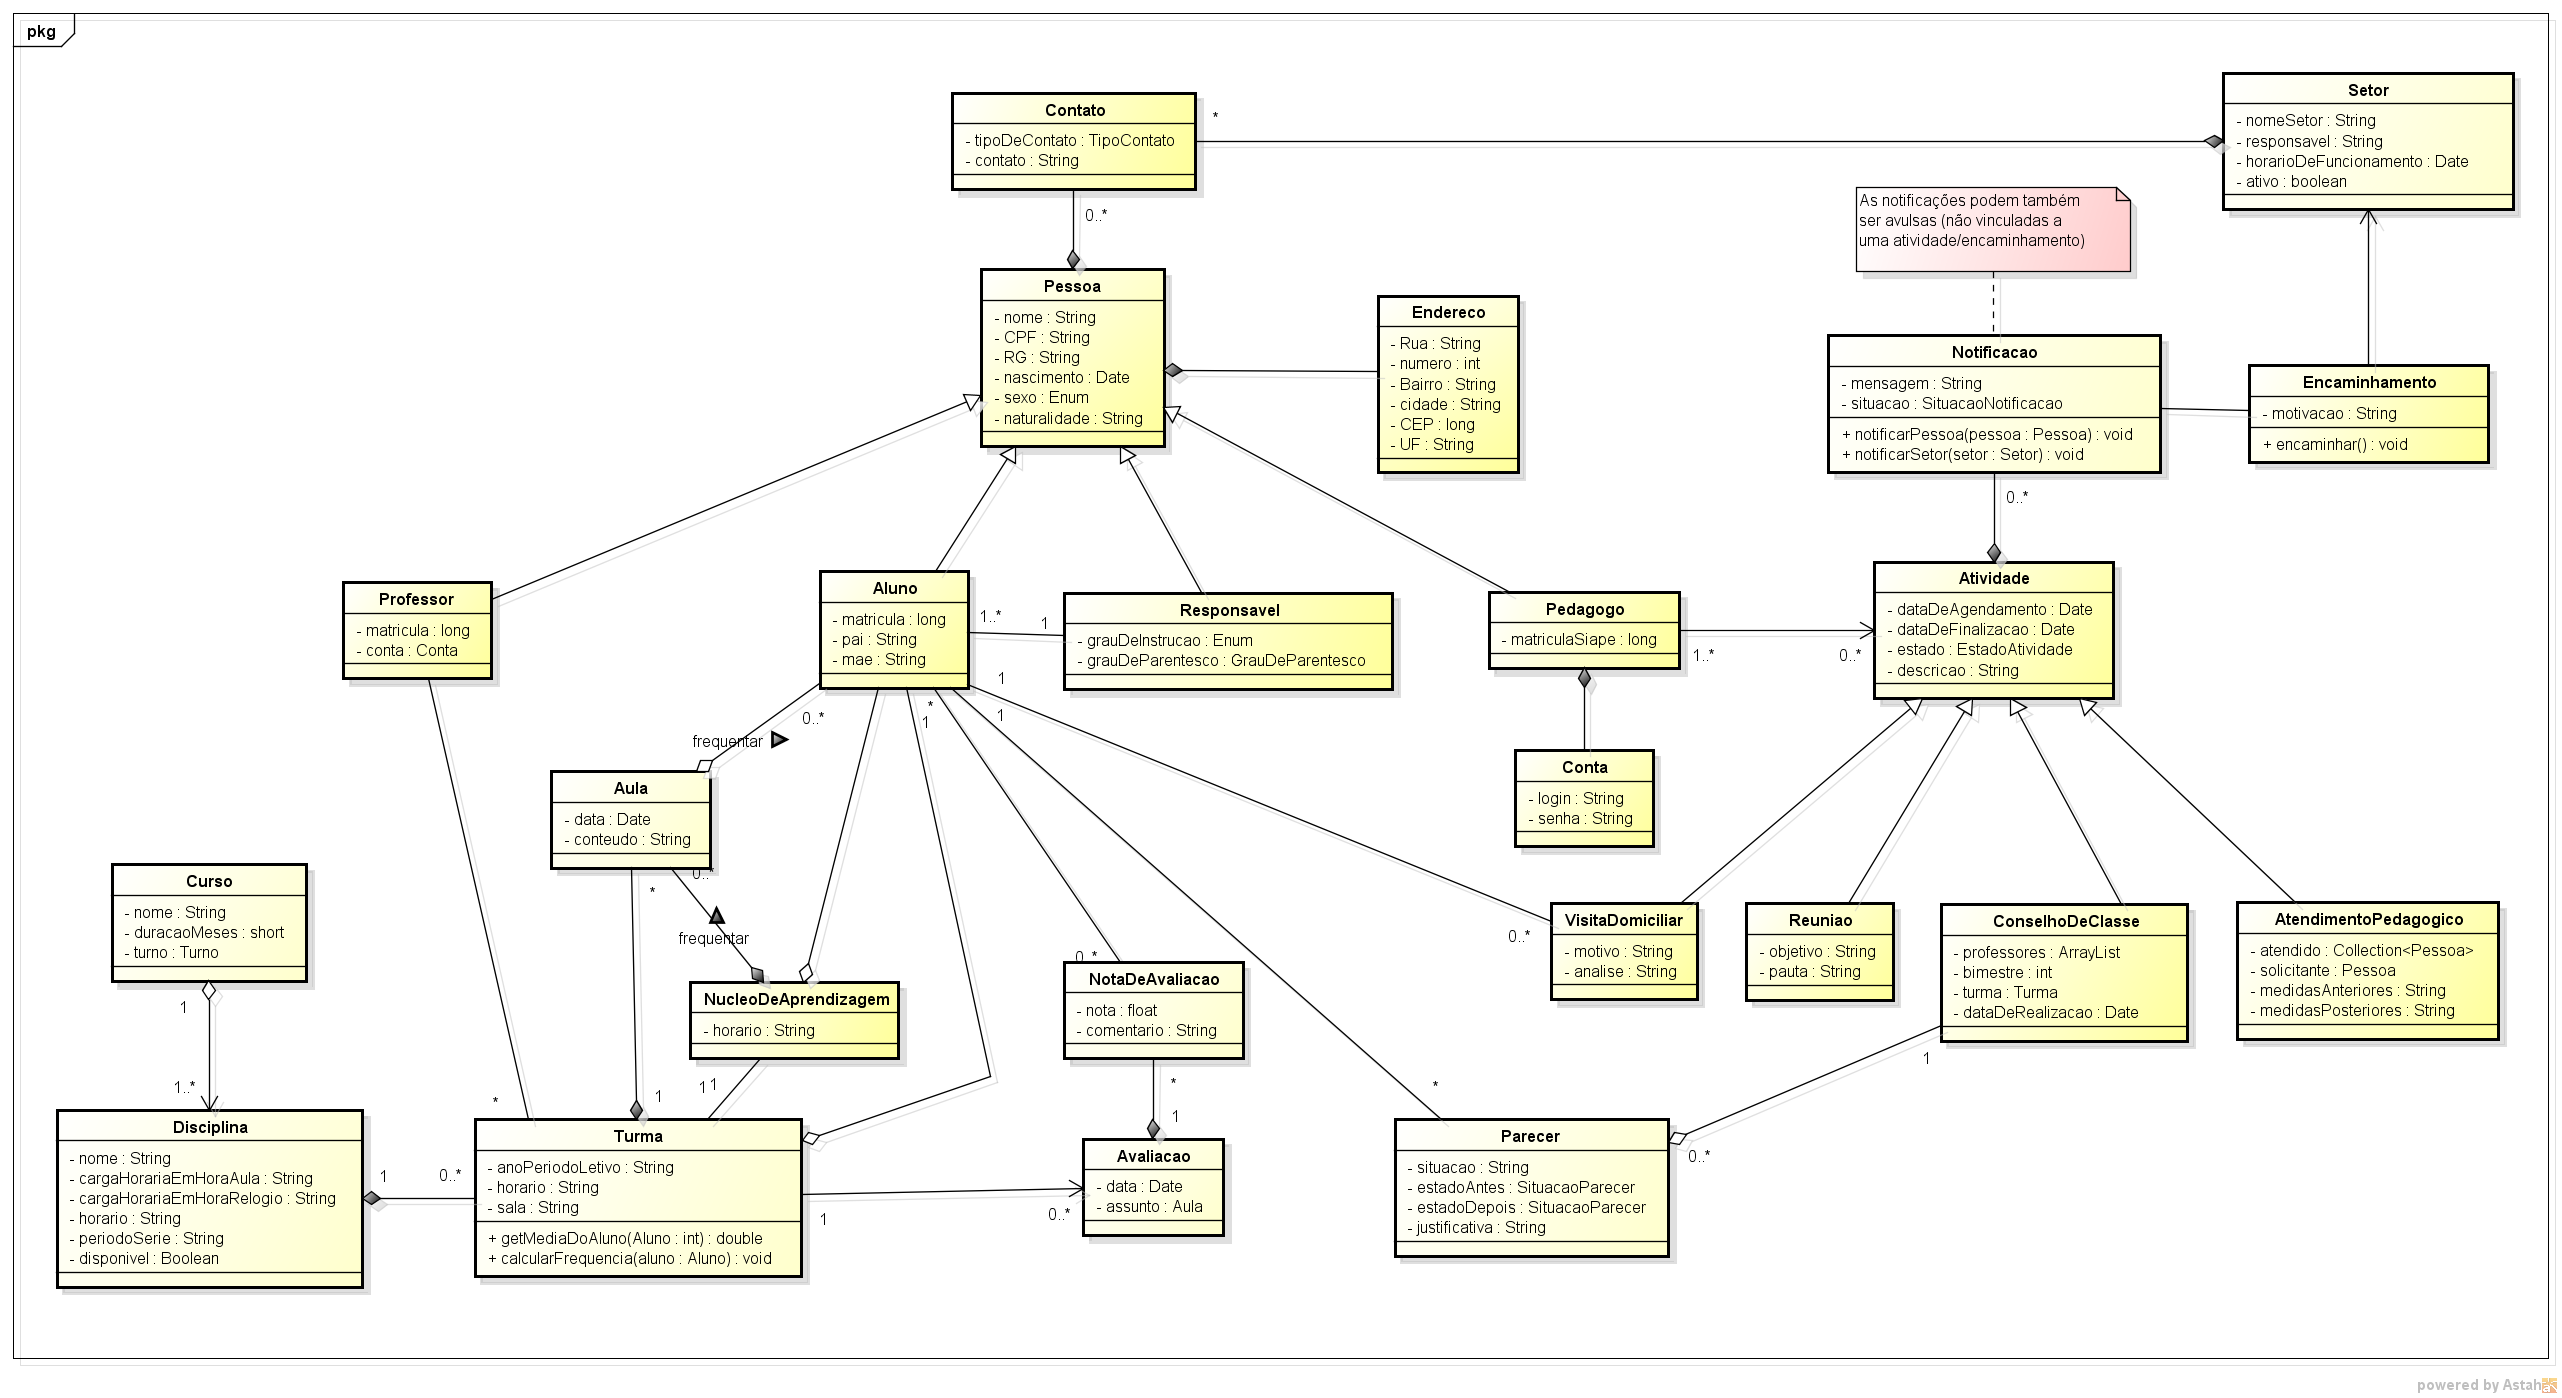 pkg
Contato
- tipoDeContato : TipoContato
- contato : String
*
0..*
Setor
- nomeSetor : String
- responsavel : String
- horarioDeFuncionamento : Date
- ativo : boolean
As notificações podem também
ser avulsas (não vinculadas a
uma atividade/encaminhamento)
Pessoa
- nome : String
- CPF : String
- RG : String
- nascimento : Date
- sexo : Enum
- naturalidade : String
Endereco
- Rua : String
- numero : int
- Bairro : String
- cidade : String
- CEP : long
- UF : String
Notificacao
- mensagem : String
- situacao : SituacaoNotificacao
+ notificarPessoa(pessoa : Pessoa) : void
+ notificarSetor(setor : Setor) : void
0..*
Encaminhamento
- motivacao : String
+ encaminhar() : void
Professor
- matricula : long
- conta : Conta
Aluno
- matricula : long
- pai : String
- mae : String
1..*
1
Responsavel
- grauDeInstrucao : Enum
- grauDeParentesco : GrauDeParentesco
Pedagogo
- matriculaSiape : long
1..*
0..*
Atividade
- dataDeAgendamento : Date
- dataDeFinalizacao : Date
- estado : EstadoAtividade
- descricao : String
0..*
frequentar
*
1
1
1
Conta
- login : String
- senha : String
Aula
- data : Date
- conteudo : String
0..*
*
frequentar
Curso
- nome : String
- duracaoMeses : short
- turno : Turno
1
1..*
NucleoDeAprendizagem
- horario : String
1
1
1
0..*
NotaDeAvaliacao
- nota : float
- comentario : String
*
1
0..*
VisitaDomiciliar
- motivo : String
- analise : String
Reuniao
- objetivo : String
- pauta : String
ConselhoDeClasse
- professores : ArrayList
- bimestre : int
- turma : Turma
- dataDeRealizacao : Date
AtendimentoPedagogico
- atendido : Collection<Pessoa>
- solicitante : Pessoa
- medidasAnteriores : String
- medidasPosteriores : String
1
0..*
*
Disciplina
- nome : String
- cargaHorariaEmHoraAula : String
- cargaHorariaEmHoraRelogio : String
- horario : String
- periodoSerie : String
- disponivel : Boolean
1
0..*
*
Turma
- anoPeriodoLetivo : String
- horario : String
- sala : String
+ getMediaDoAluno(Aluno : int) : double
+ calcularFrequencia(aluno : Aluno) : void
1
0..*
Avaliacao
- data : Date
- assunto : Aula
Parecer
- situacao : String
- estadoAntes : SituacaoParecer
- estadoDepois : SituacaoParecer
- justificativa : String
powered by Astah